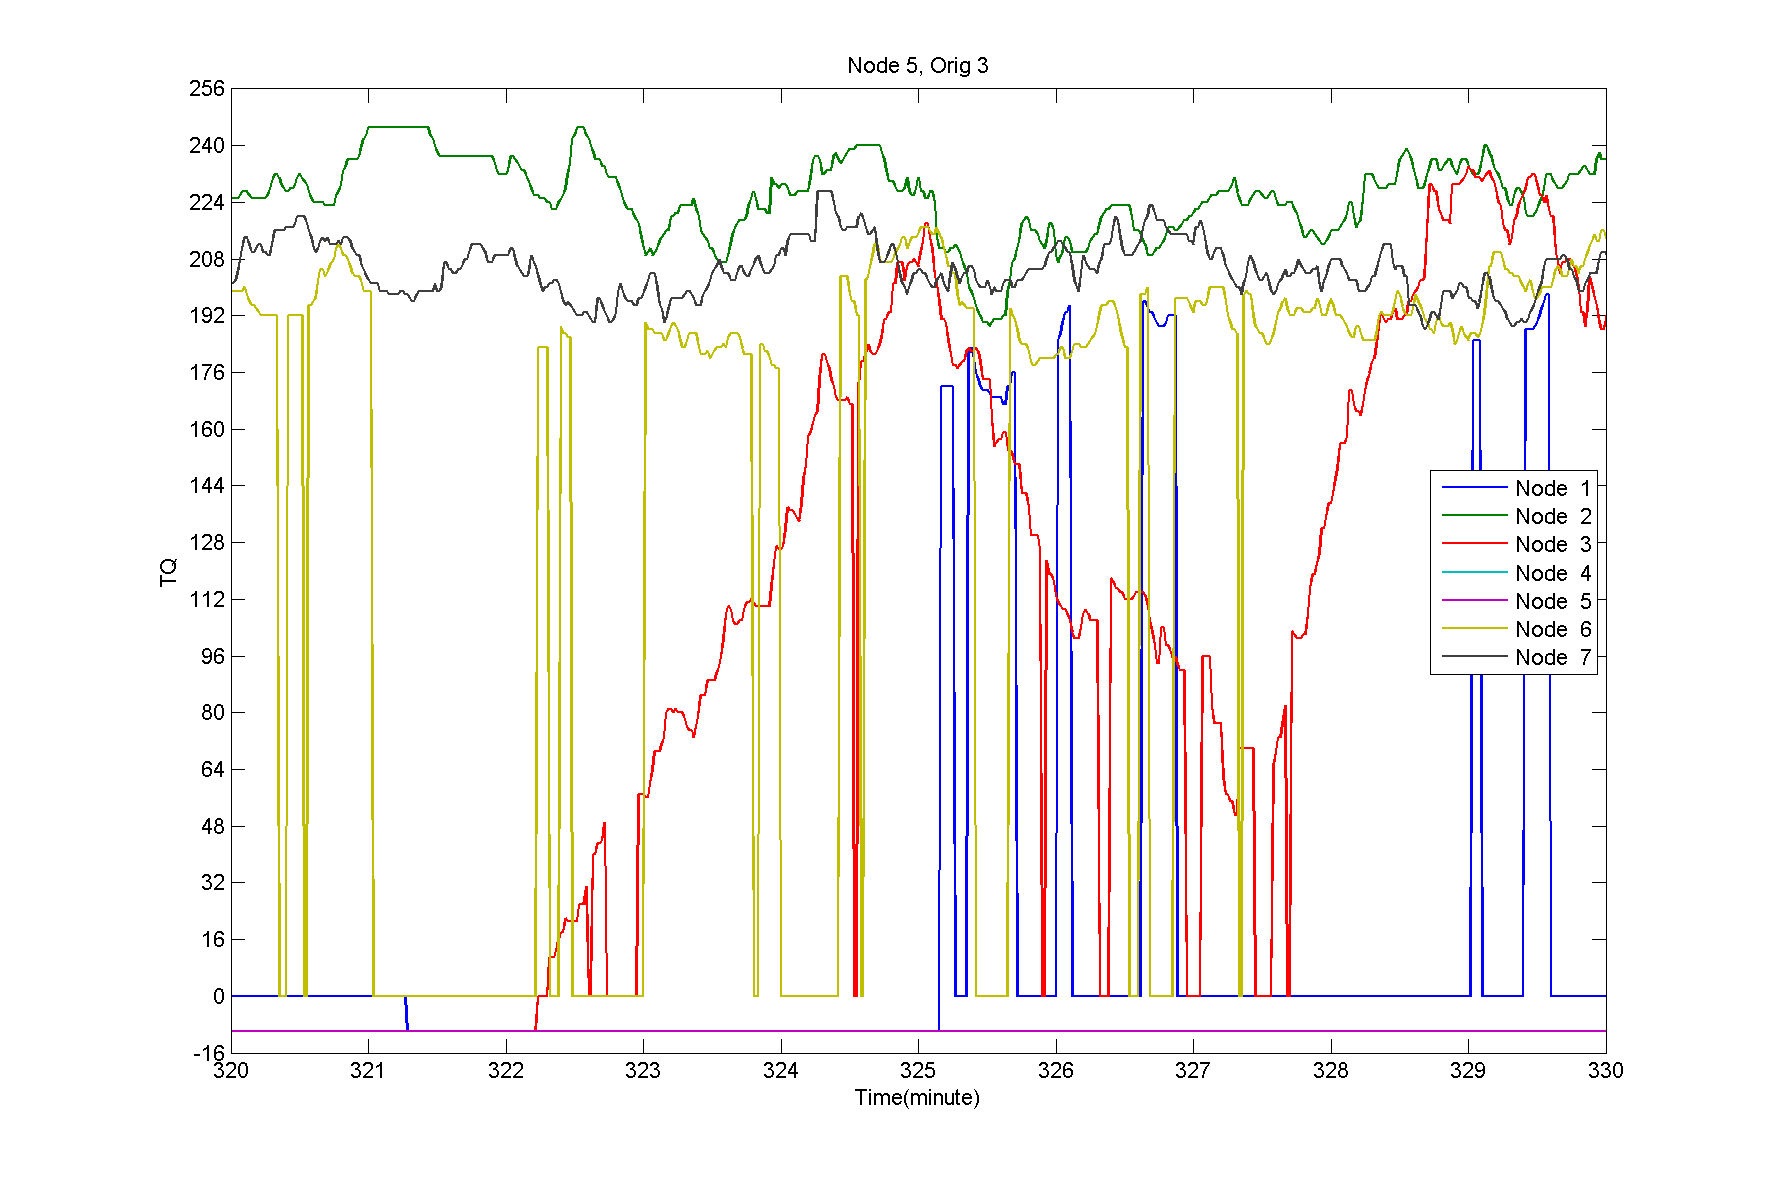 Node 5, Orig 3
256
240
224
208
192
176
160
144
128
112
96
80
64
48
32
16
0
-16
TQ
Node 1
Node 2
Node 3
Node 4
Node 5
Node 6
Node 7
320 321 322 323 324 325 326 327 328 329 330
Time(minute)